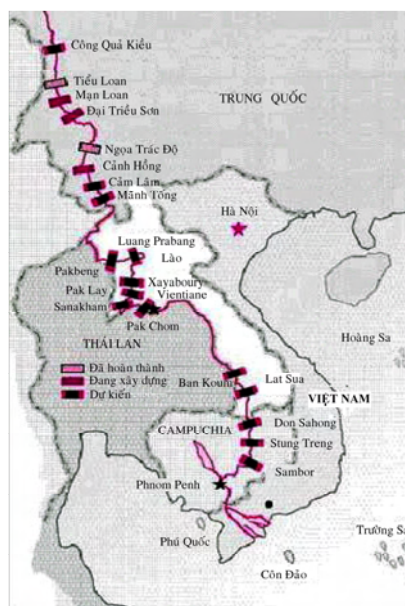 Công Quả Kiều
Tiểu Loan
Mạn Loan
Đại Triều Sơn
TRUNG QUỐC
Ngọa Trác Độ
Cảnh Hồng
Cảm Lâm
Mãnh Tòng
Hà Nội
Luang Prabang
Lào
Pakbeng
Xayaboury
Pak Lay
Vientiane
Sanakham
Pak Chom
Hoàng Sa
THÁI LAN
Đã hoàn thành
Đang xây dựng
Dự kiến
Ban Koum
Lat Sua
VIỆT NAM
CAMPUCHIA
Don Sahong
Stung Treng
Sambor
Phnom Penh
Trường Sa
Phú Quốc
Côn Đảo